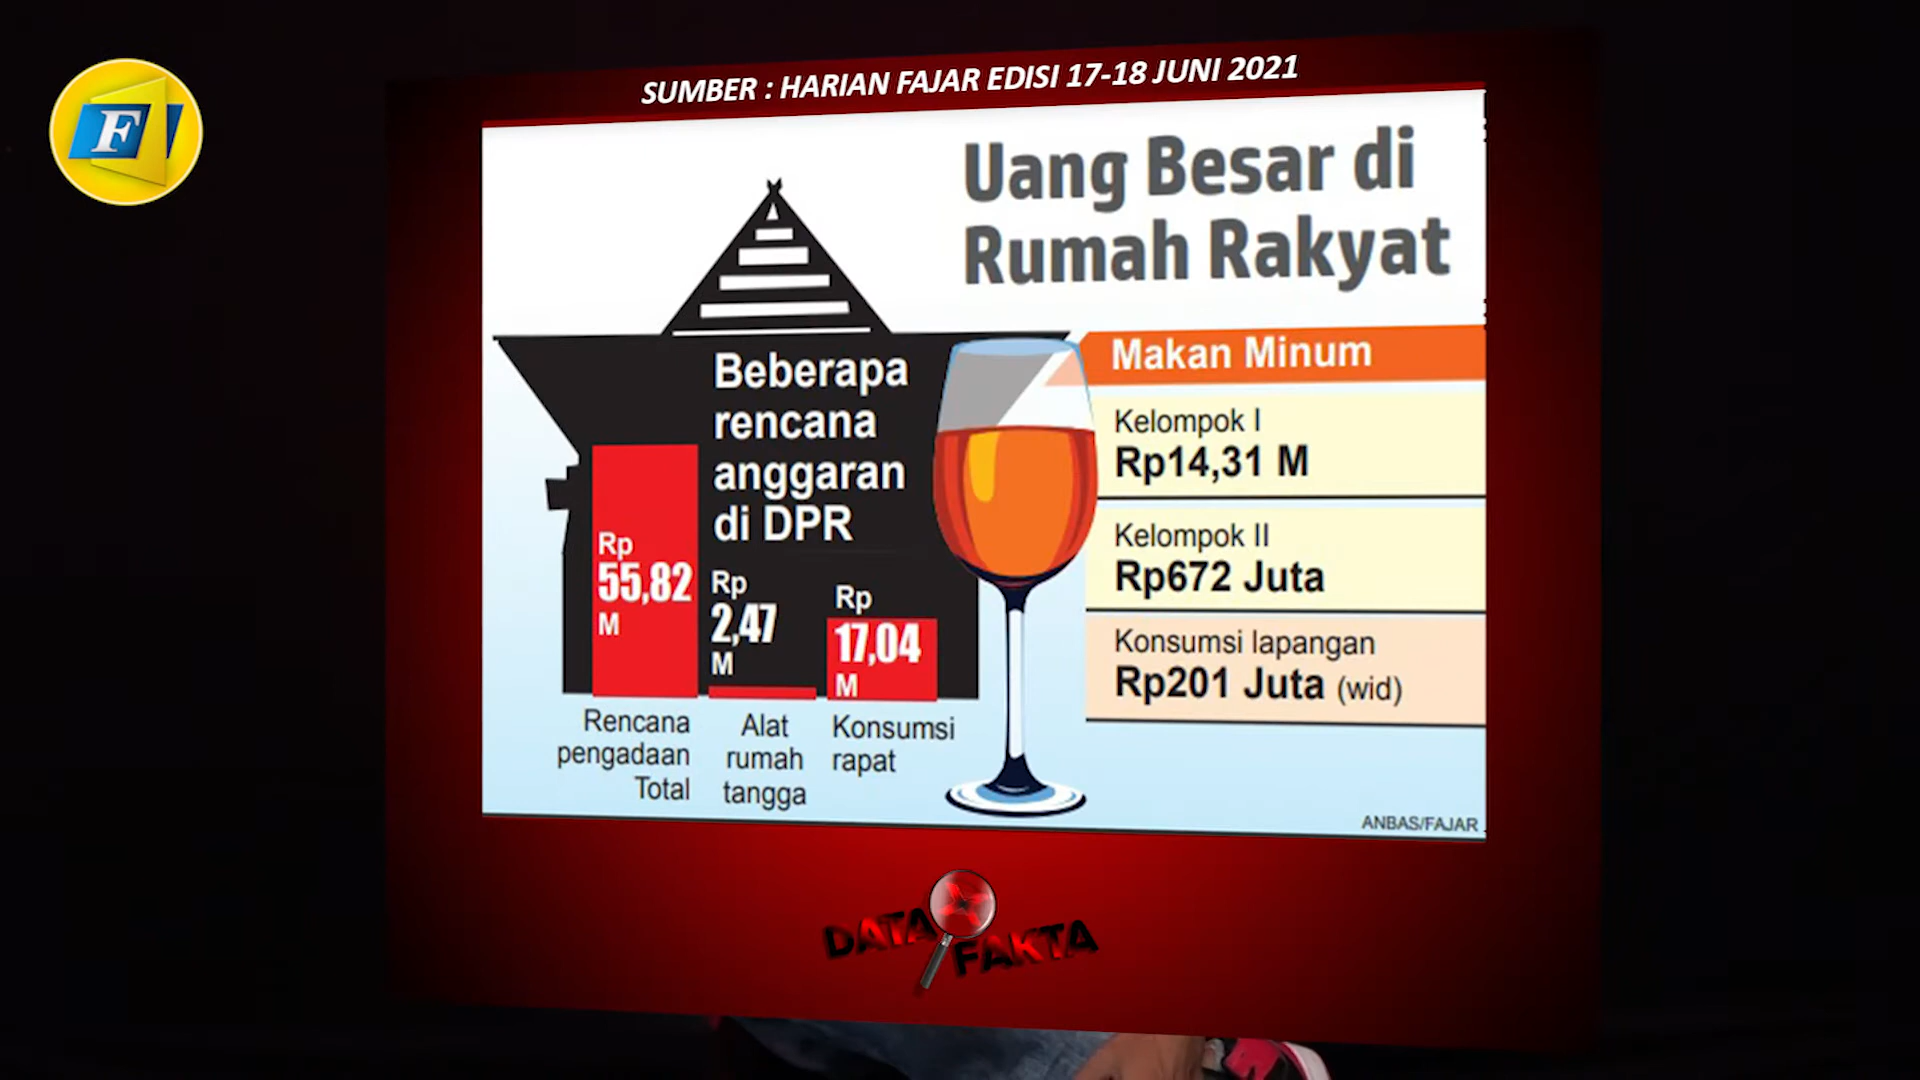 F
SUMBER : HARIAN FAJAR EDISI 17-18 JUNI 2021
Uang Besar di
Rumah Rakyat
Beberapa
rencana
anggaran
di DPR
Rp
55,82
M
Rp
2,47
M
Rp
17,04
M
Rencana
pengadaan
Total
Alat
rumah
tangga
Konsumsi
rapat
Makan Minum
Kelompok I
Rp14,31 M
Kelompok II
Rp672 Juta
Konsumsi lapangan
Rp201 Juta (wid)
ANBAS/FAJAR
DATA
FAKTA